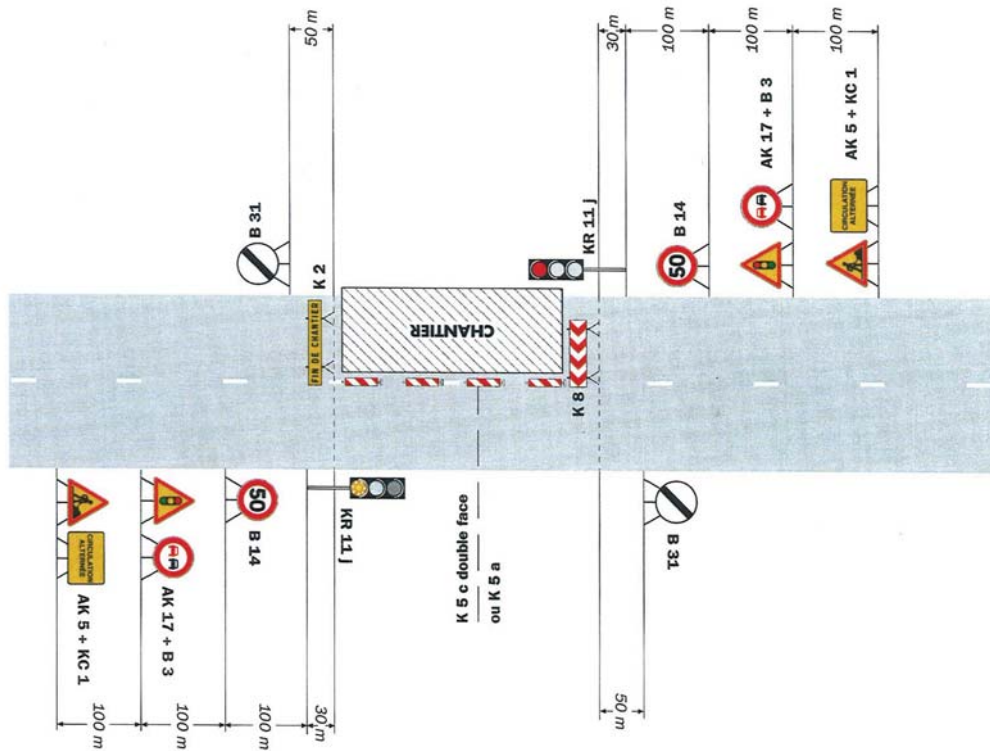 50 m
30 m
100 m
100 m
100 m
B 31
K 2
FIN DE CHANTIER
CHANTIER
K 8
KR 11 j
50
B 14
AK 17 + B 3
CIRCULATION
ALTERNÉE
AK 5 + KC 1
CIRCULATION
ALTERNÉE
AK 5 + KC 1
AK 17 + B 3
50
B 14
KR 11 j
K 5 c double face
ou K 5 a
B 31
100 m
100 m
100 m
30 m
50 m